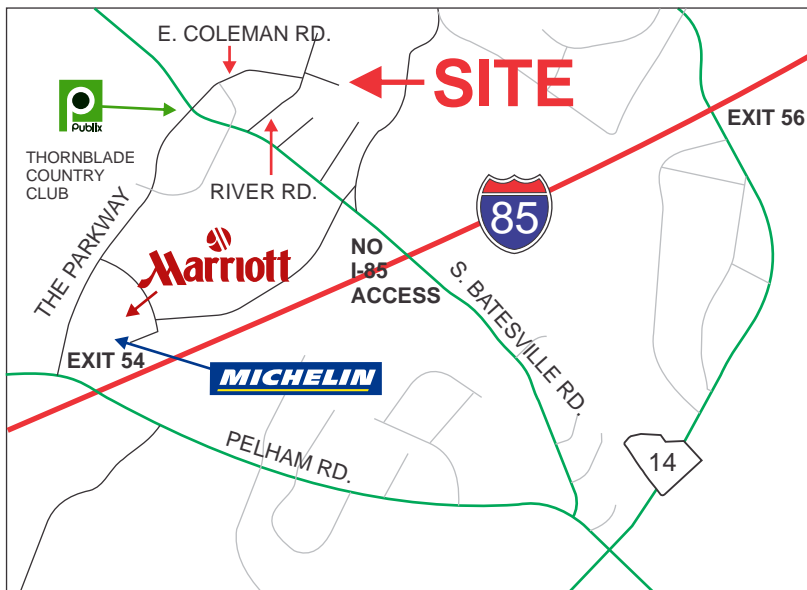 E. COLEMAN RD.
SITE
Publix
EXIT 56
THORNBLADE
COUNTRY
CLUB
RIVER RD.
85
THE PARKWAY
Marriott
NO
I-85
ACCESS
S. BATESVILLE RD.
EXIT 54
MICHELIN
PELHAM RD.
14